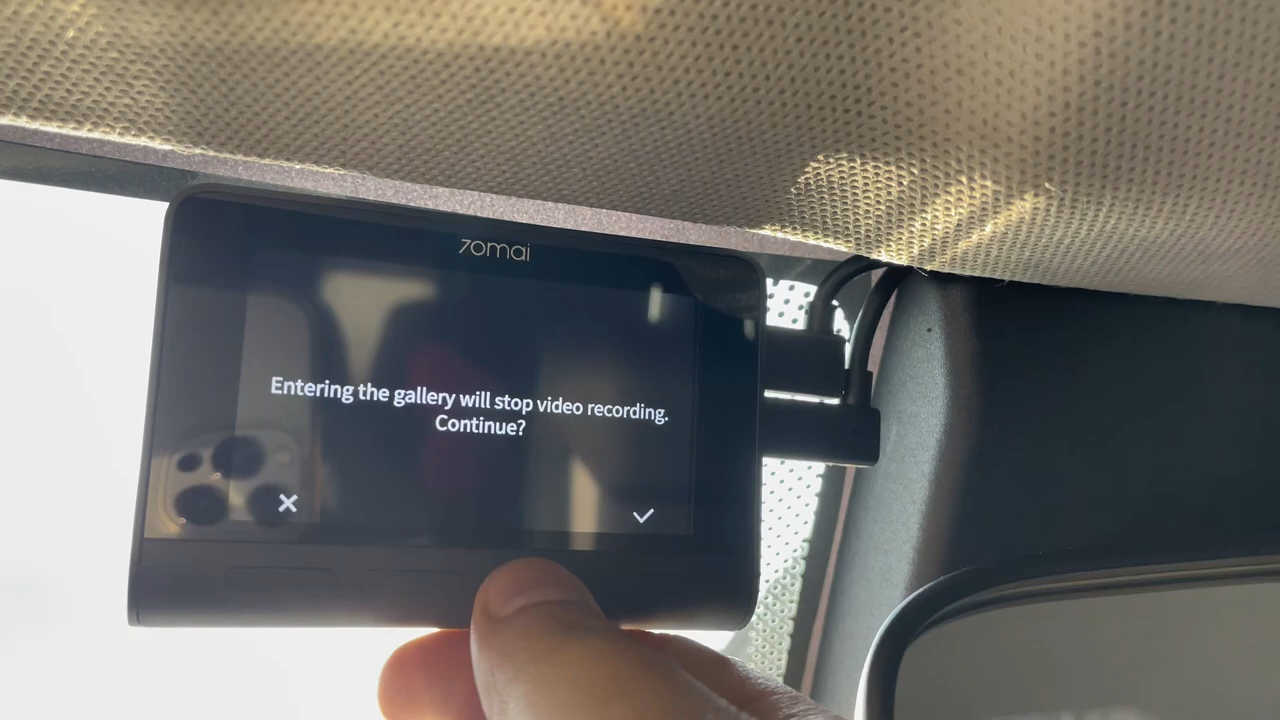 70mai
Entering the gallery will stop video recording.
Continue?